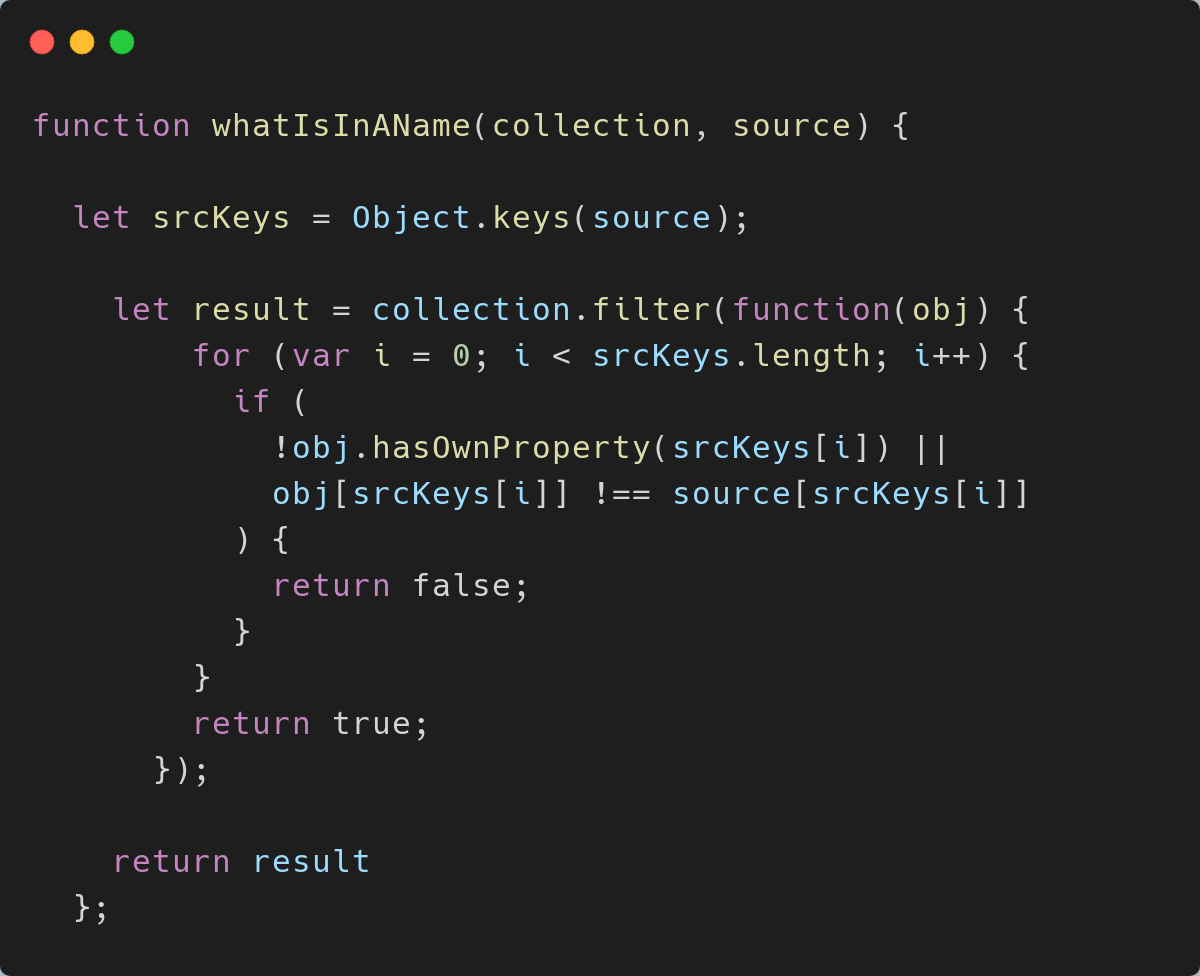 function whatIsInAName(collection, source) {

  let srcKeys = Object.keys(source);

    let result = collection.filter(function(obj) {
        for (var i = 0; i < srcKeys.length; i++) {
          if (
            !obj.hasOwnProperty(srcKeys[i]) ||
            obj[srcKeys[i]] !== source[srcKeys[i]]
          ) {
            return false;
          }
        }
        return true;
      });

    return result
  };